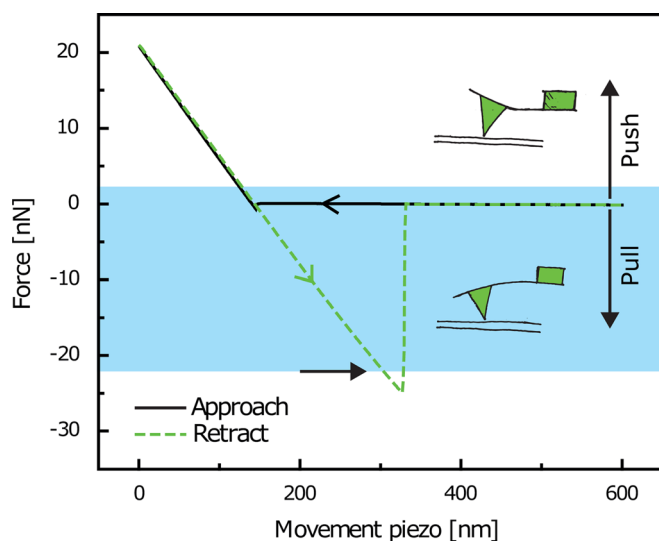 20
10
0
-10
-20
-30
Force [nN]
Push
Pull
Approach
Retract
0
200
400
600
Movement piezo [nm]